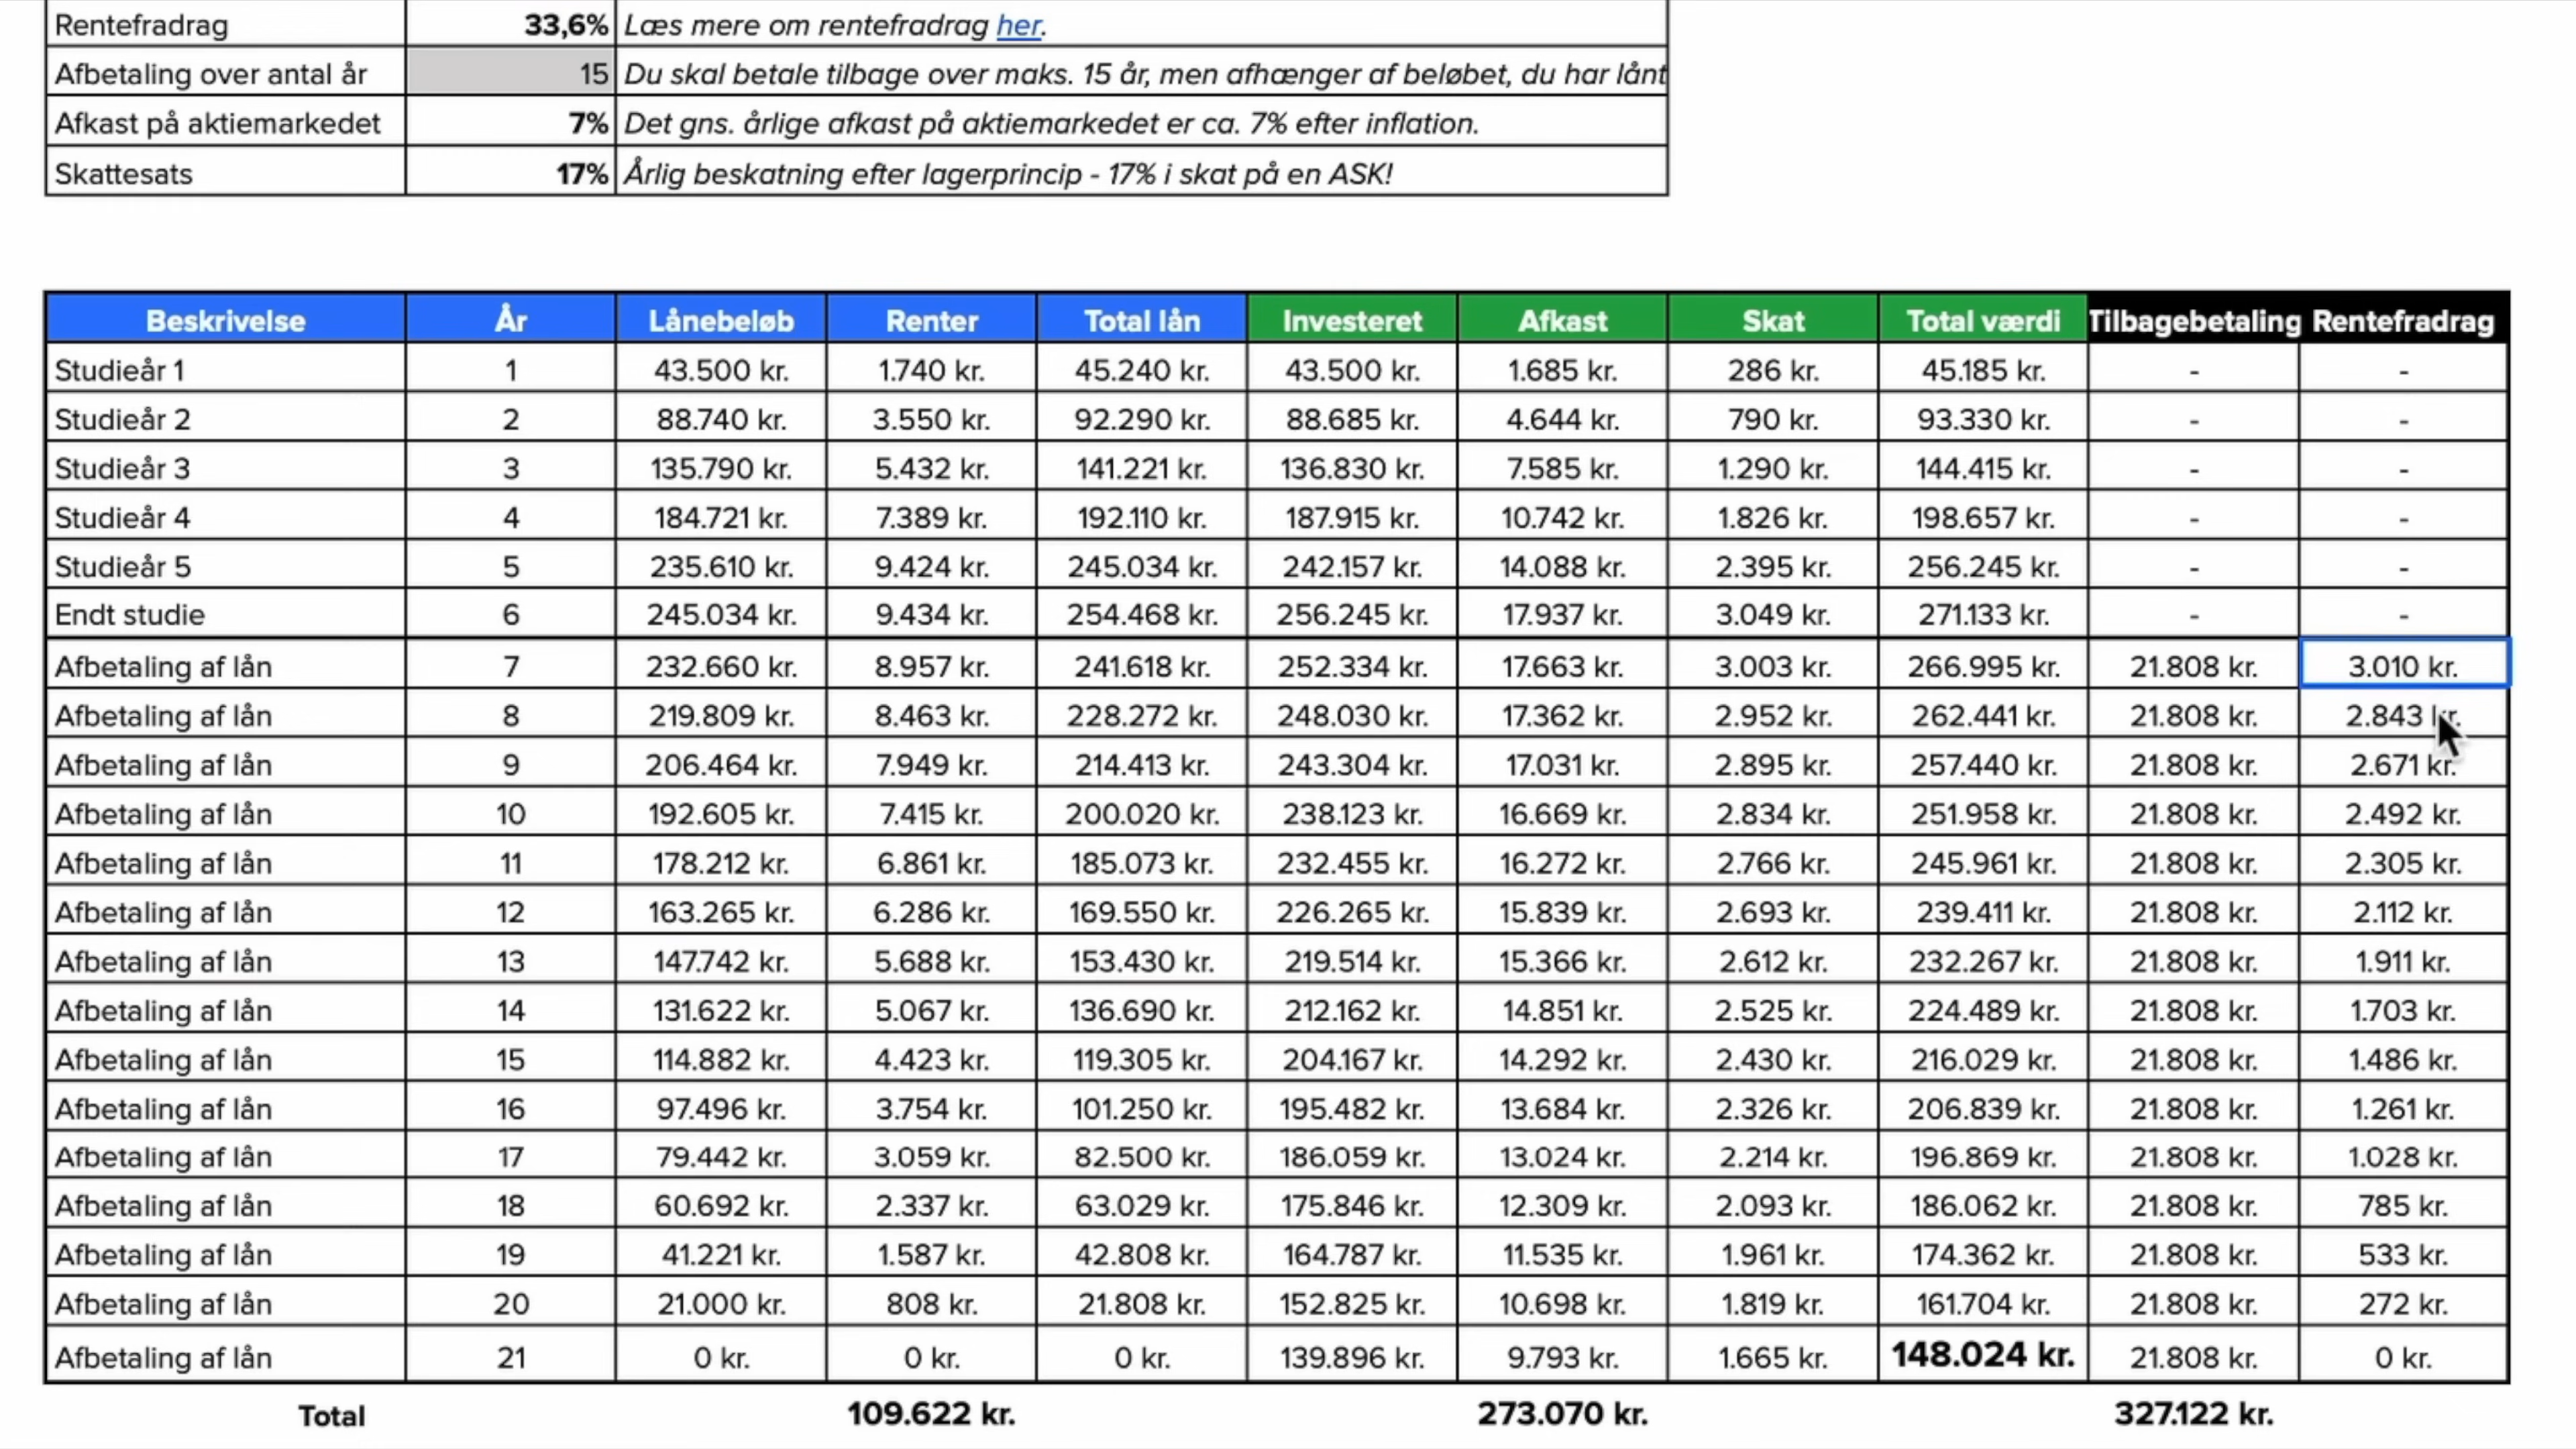 Rentefradrag 33,6% Læs mere om rentefradrag her.
Afbetaling over antal år 15 Du skal betale tilbage over maks. 15 år, men afhænger af beløbet, du har lånt
Afkast på aktiemarkedet 7% Det gns. årlige afkast på aktiemarkedet er ca. 7% efter inflation.
Skattesats 17% Årlig beskatning efter lagerprincip - 17% i skat på en ASK!
Beskrivelse År Lånebeløb Renter Total lån Investeret Afkast Skat Total værdi Tilbagebetaling Rentefradrag
Studieår 1 1 43.500 kr. 1.740 kr. 45.240 kr. 43.500 kr. 1.685 kr. 286 kr. 45.185 kr. - -
Studieår 2 2 88.740 kr. 3.550 kr. 92.290 kr. 88.685 kr. 4.644 kr. 790 kr. 93.330 kr. - -
Studieår 3 3 135.790 kr. 5.432 kr. 141.221 kr. 136.830 kr. 7.585 kr. 1.290 kr. 144.415 kr. - -
Studieår 4 4 184.721 kr. 7.389 kr. 192.110 kr. 187.915 kr. 10.742 kr. 1.826 kr. 198.657 kr. - -
Studieår 5 5 235.610 kr. 9.424 kr. 245.034 kr. 242.157 kr. 14.088 kr. 2.395 kr. 256.245 kr. - -
Endt studie 6 245.034 kr. 9.434 kr. 254.468 kr. 256.245 kr. 17.937 kr. 3.049 kr. 271.133 kr. - -
Afbetaling af lån 7 232.660 kr. 8.957 kr. 241.618 kr. 252.334 kr. 17.663 kr. 3.003 kr. 266.995 kr. 21.808 kr. 3.010 kr.
Afbetaling af lån 8 219.809 kr. 8.463 kr. 228.272 kr. 248.030 kr. 17.362 kr. 2.952 kr. 262.441 kr. 21.808 kr. 2.843 kr.
Afbetaling af lån 9 206.464 kr. 7.949 kr. 214.413 kr. 243.304 kr. 17.031 kr. 2.895 kr. 257.440 kr. 21.808 kr. 2.671 kr.
Afbetaling af lån 10 192.605 kr. 7.415 kr. 200.020 kr. 238.123 kr. 16.669 kr. 2.834 kr. 251.958 kr. 21.808 kr. 2.492 kr.
Afbetaling af lån 11 178.212 kr. 6.861 kr. 185.073 kr. 232.455 kr. 16.272 kr. 2.766 kr. 245.961 kr. 21.808 kr. 2.305 kr.
Afbetaling af lån 12 163.265 kr. 6.286 kr. 169.550 kr. 226.265 kr. 15.839 kr. 2.693 kr. 239.411 kr. 21.808 kr. 2.112 kr.
Afbetaling af lån 13 147.742 kr. 5.688 kr. 153.430 kr. 219.514 kr. 15.366 kr. 2.612 kr. 232.267 kr. 21.808 kr. 1.911 kr.
Afbetaling af lån 14 131.622 kr. 5.067 kr. 136.690 kr. 212.162 kr. 14.851 kr. 2.525 kr. 224.489 kr. 21.808 kr. 1.703 kr.
Afbetaling af lån 15 114.882 kr. 4.423 kr. 119.305 kr. 204.167 kr. 14.292 kr. 2.430 kr. 216.029 kr. 21.808 kr. 1.486 kr.
Afbetaling af lån 16 97.496 kr. 3.754 kr. 101.250 kr. 195.482 kr. 13.684 kr. 2.326 kr. 206.839 kr. 21.808 kr. 1.261 kr.
Afbetaling af lån 17 79.442 kr. 3.059 kr. 82.500 kr. 186.059 kr. 13.024 kr. 2.214 kr. 196.869 kr. 21.808 kr. 1.028 kr.
Afbetaling af lån 18 60.692 kr. 2.337 kr. 63.029 kr. 175.846 kr. 12.309 kr. 2.093 kr. 186.062 kr. 21.808 kr. 785 kr.
Afbetaling af lån 19 41.221 kr. 1.587 kr. 42.808 kr. 164.787 kr. 11.535 kr. 1.961 kr. 174.362 kr. 21.808 kr. 533 kr.
Afbetaling af lån 20 21.000 kr. 808 kr. 21.808 kr. 152.825 kr. 10.698 kr. 1.819 kr. 161.704 kr. 21.808 kr. 272 kr.
Afbetaling af lån 21 0 kr. 0 kr. 0 kr. 139.896 kr. 9.793 kr. 1.665 kr. 148.024 kr. 21.808 kr. 0 kr.
Total 109.622 kr. 273.070 kr. 327.122 kr.